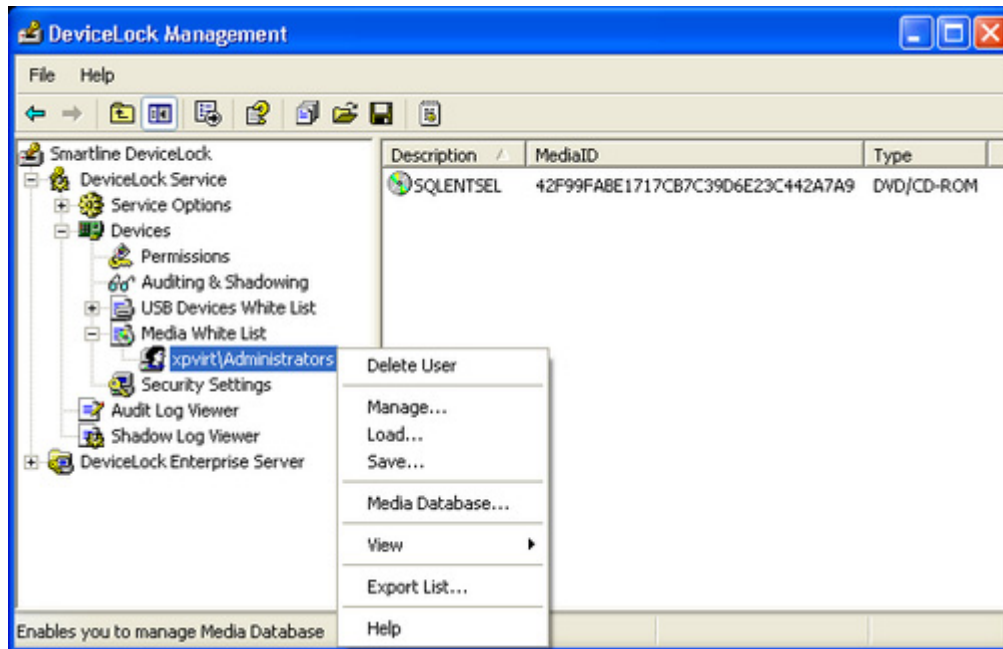 DeviceLock Management
File Help
Smartline DeviceLock
DeviceLock Service
Service Options
Devices
Permissions
Auditing & Shadowing
USB Devices White List
Media White List
xpvirt\Administrators
Security Settings
Audit Log Viewer
Shadow Log Viewer
DeviceLock Enterprise Server
Description MediaID Type
SQLENTSEL 42F99FABE1717CB7C39D6E23C442A7A9 DVD/CD-ROM
Delete User
Manage...
Load...
Save...
Media Database...
View
Export List...
Help
Enables you to manage Media Database